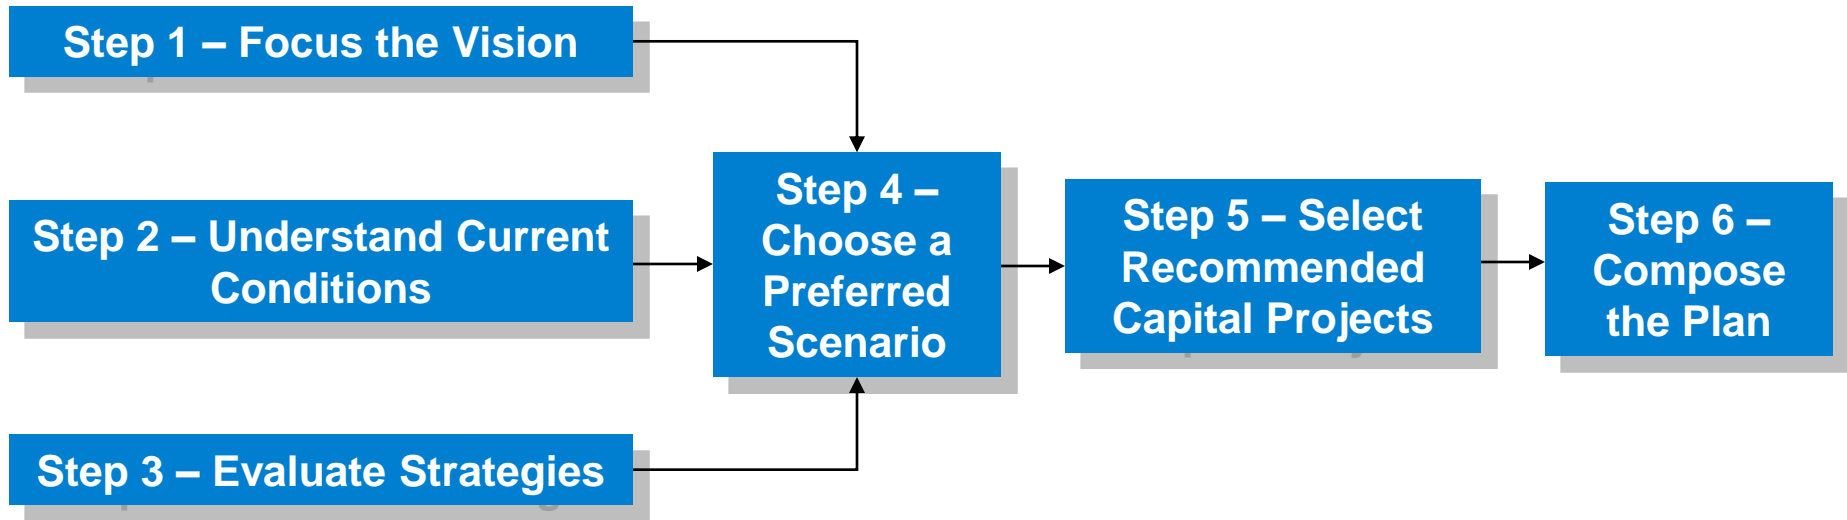 Step 1 – Focus the Vision
Step 2 – Understand Current
Conditions
Step 3 – Evaluate Strategies
Step 4 –
Choose a
Preferred
Scenario
Step 5 – Select
Recommended
Capital Projects
Step 6 –
Compose
the Plan